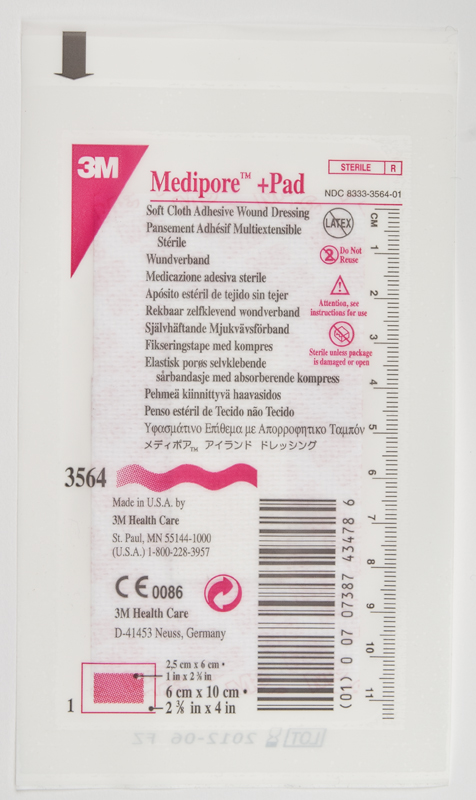 3M
Medipore™ +Pad
STERILE R
NDC 8333-3564-01
Soft Cloth Adhesive Wound Dressing
Pansement Adhésif Multiextensible
Stérile
Wundverband
Medicazione adesiva sterile
Apósito estéril de tejido sin tejer
Rekbaar zelfklevend wondverband
Självhäftande Mjukvävsförband
Fikseringstape med kompres
Elastisk porøs selvklebende
sårbandasje med absorberende kompress
Pehmeä kiinnittyvä haavasidos
Penso estéril de Tecido não Tecido
Υφασμάτινο Επίθεμα με Απορροφητικο Ταμπόν
メディポア™ アイランド ドレッシング
LATEX
2 Do Not
Reuse
Attention, see
instructions for use
Sterile unless package
is damaged or open
CM
1
2
3
4
5
6
7
8
9
10
11
3564
Made in U.S.A. by
3M Health Care
St. Paul, MN 55144-1000
(U.S.A.) 1-800-228-3957
CE 0086
3M Health Care
D-41453 Neuss, Germany
(01) 0 07 07387 43478 6
1
2,5 cm x 6 cm •
1 in x 2 ⅜ in
6 cm x 10 cm •
2 ⅜ in x 4 in
LOT 2012-06 FZ